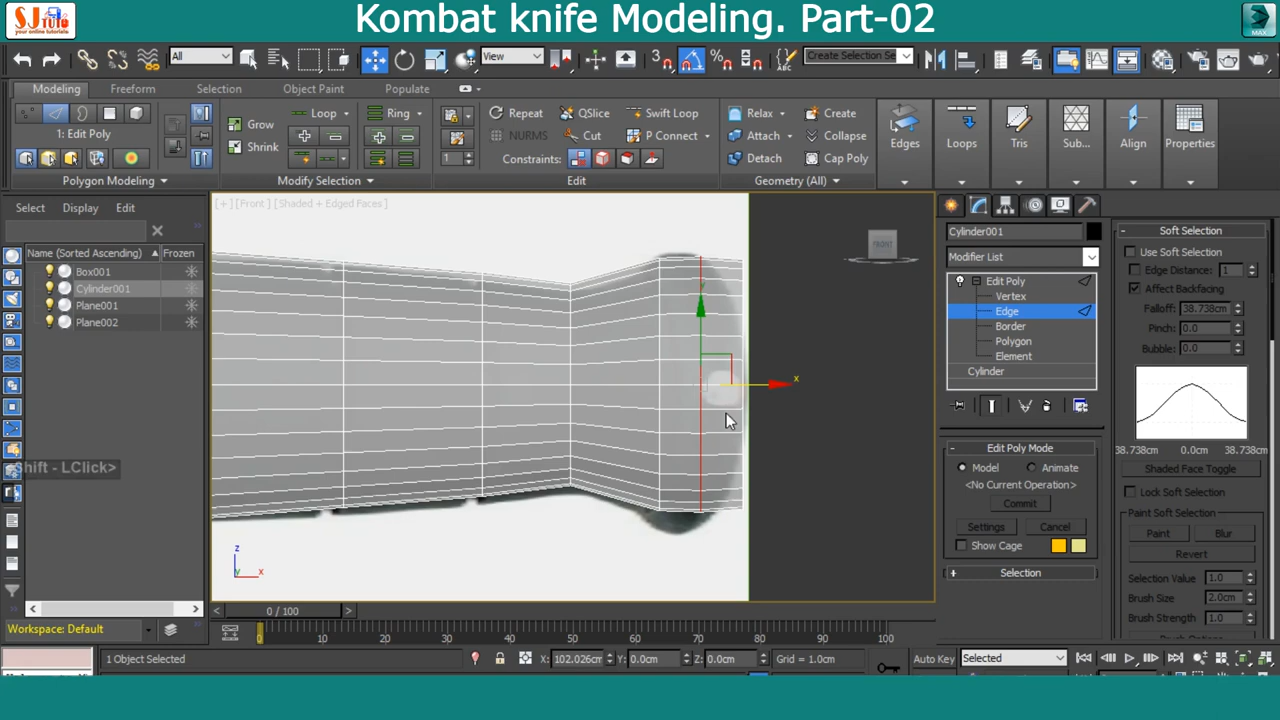 SJ TUTO
your online tutorials
Kombat knife Modeling. Part-02
MAX
All
View
3
Create Selection Se
Modeling
Freeform
Selection
Object Paint
Populate
1: Edit Poly
Grow
Shrink
Loop
Ring
1
Repeat
QSlice
Swift Loop
NURMS
Cut
P Connect
Constraints:
Relax
Create
Attach
Collapse
Detach
Cap Poly
Edges
Loops
Tris
Sub...
Align
Properties
Polygon Modeling
Modify Selection
Edit
Geometry (All)
Select
Display
Edit
Name (Sorted Ascending)
Frozen
Box001
Cylinder001
Plane001
Plane002
[+] [Front] [Shaded + Edged Faces]
FRONT
x
Shift - LClick>
z
y
x
Cylinder001
Modifier List
Edit Poly
Vertex
Edge
Border
Polygon
Element
Cylinder
Edit Poly Mode
Model
Animate
<No Current Operation>
Commit
Settings
Cancel
Show Cage
Selection
Soft Selection
Use Soft Selection
Edge Distance: 1
Affect Backfacing
Falloff: 38.738cm
Pinch: 0.0
Bubble: 0.0
38.738cm 0.0cm 38.738cm
Shaded Face Toggle
Lock Soft Selection
Paint Soft Selection
Paint
Blur
Revert
Selection Value 1.0
Brush Size 2.0cm
Brush Strength 1.0
Workspace: Default
0 / 100
0 10 20 30 40 50 60 70 80 90 100
1 Object Selected
X: 102.026cm
Y: 0.0cm
Z: 0.0cm
Grid = 1.0cm
Auto Key
Selected